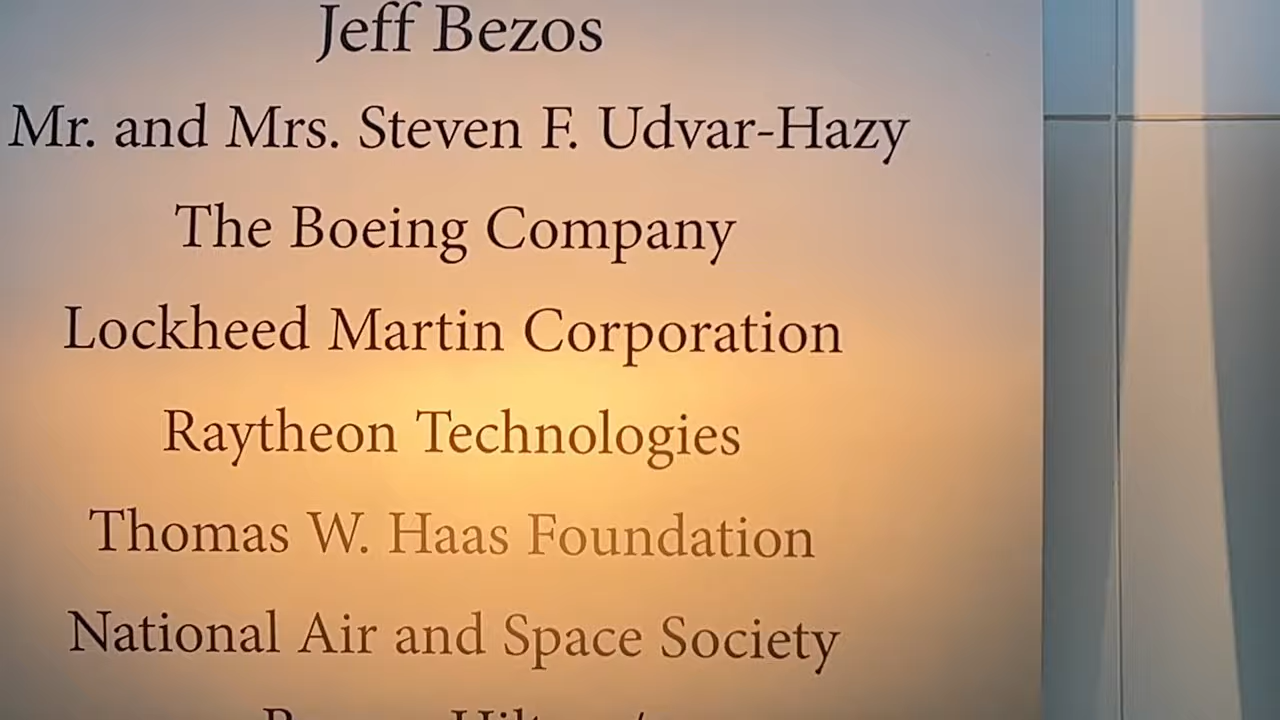 Jeff Bezos
Mr. and Mrs. Steven F. Udvar-Hazy
The Boeing Company
Lockheed Martin Corporation
Raytheon Technologies
Thomas W. Haas Foundation
National Air and Space Society